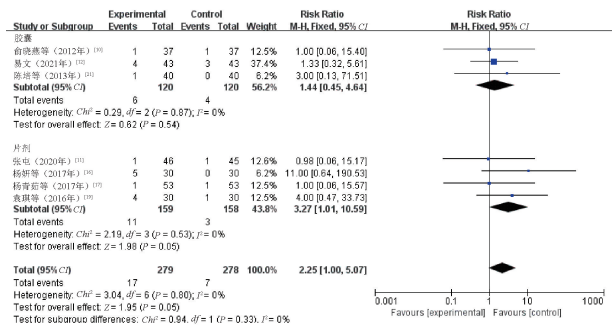 Experimental Control Risk Ratio Risk Ratio
Study or Subgroup Events Total Events Total Weight M-H, Fixed, 95% CI M-H, Fixed, 95% CI
胶囊
俞晓燕等（2012年）[10] 1 37 1 37 12.5% 1.00 [0.06, 15.40]
易文（2021年）[12] 4 43 3 43 37.4% 1.33 [0.32, 5.61]
陈培等（2013年）[21] 1 40 0 40 6.2% 3.00 [0.13, 71.51]
Subtotal (95% CI) 120 120 56.2% 1.44 [0.45, 4.64]
Total events 6 4
Heterogeneity: Chi² = 0.29, df = 2 (P = 0.87); I² = 0%
Test for overall effect: Z = 0.62 (P = 0.54)
片剂
张屯（2020年）[11] 1 46 1 45 12.6% 0.98 [0.06, 15.17]
杨妍等（2017年）[16] 5 30 0 30 6.2% 11.00 [0.64, 190.53]
杨青茹等（2017年）[17] 1 53 1 53 12.5% 1.00 [0.06, 15.57]
袁琪等（2016年）[19] 4 30 1 30 12.5% 4.00 [0.47, 33.73]
Subtotal (95% CI) 159 158 43.8% 3.27 [1.01, 10.59]
Total events 11 3
Heterogeneity: Chi² = 2.19, df = 3 (P = 0.53); I² = 0%
Test for overall effect: Z = 1.98 (P = 0.05)
Total (95% CI) 279 278 100.0% 2.25 [1.00, 5.07]
Total events 17 7
Heterogeneity: Chi² = 3.04, df = 6 (P = 0.80); I² = 0%
Test for overall effect: Z = 1.95 (P = 0.05)
Test for subgroup differences: Chi² = 0.94, df = 1 (P = 0.33), I² = 0%
0.001 0.1 1 10 1000
Favours [experimental] Favours [control]